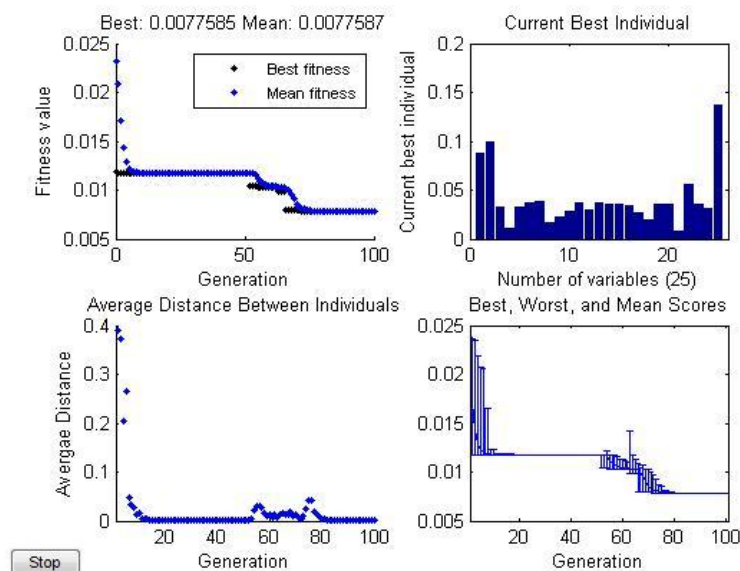 Best: 0.0077585 Mean: 0.0077587
0.025
0.02
0.015
0.01
0.005
Fitness value
Best fitness
Mean fitness
0
50
100
Generation
Current Best Individual
0.2
0.15
0.1
0.05
0
Current best individual
0
10
20
Number of variables (25)
Average Distance Between Individuals
0.4
0.3
0.2
0.1
0
Avergae Distance
20
40
60
80
100
Generation
Best, Worst, and Mean Scores
0.025
0.02
0.015
0.01
0.005
20
40
60
80
100
Generation
Stop